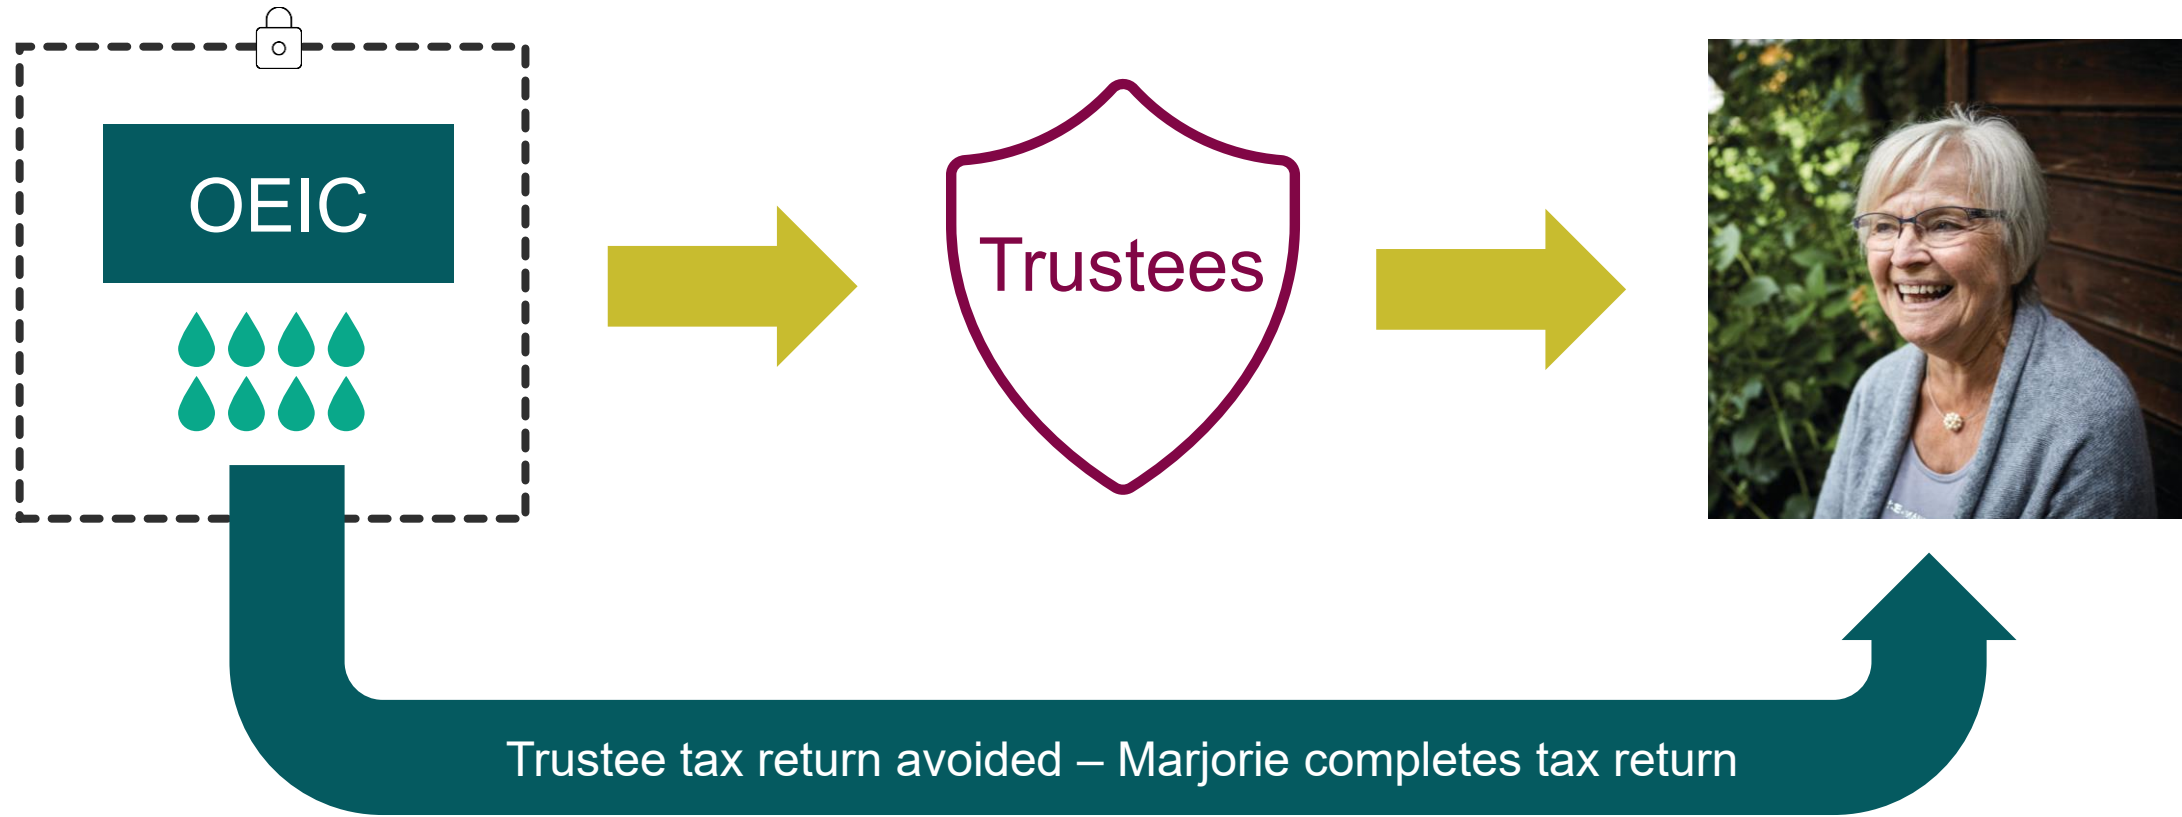 OEIC
Trustees
Trustee tax return avoided – Marjorie completes tax return